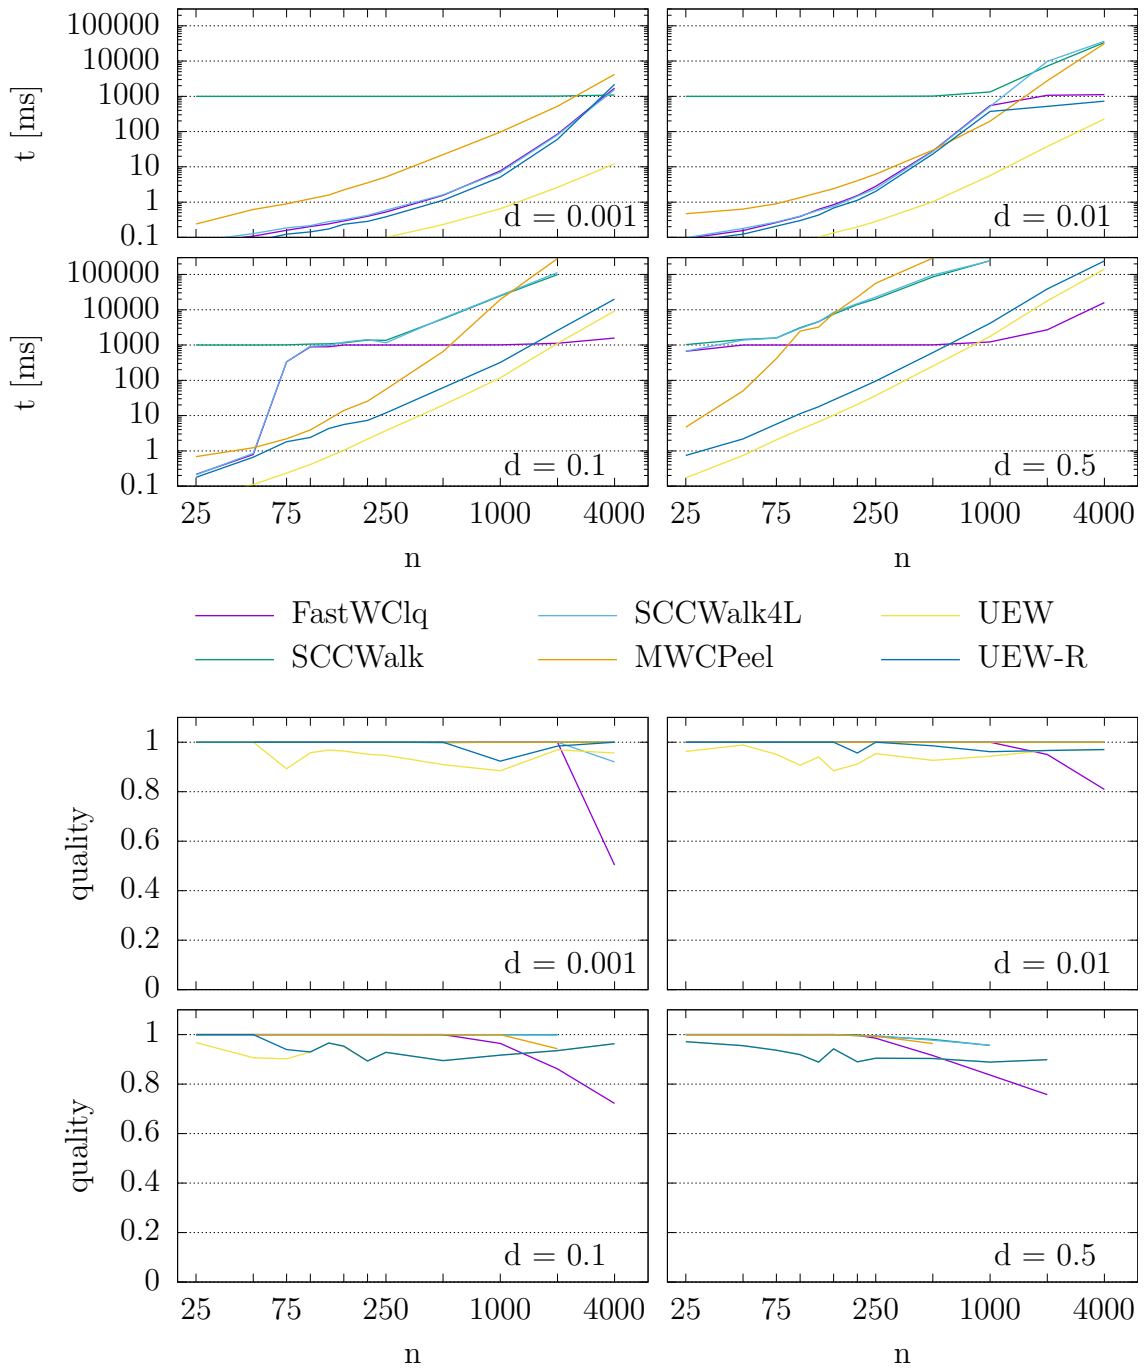 100000
10000
1000
100
10
1
0.1
t [ms]
d = 0.001
d = 0.01
100000
10000
1000
100
10
1
0.1
t [ms]
d = 0.1
d = 0.5
25 75 250 1000 4000
25 75 250 1000 4000
n
n
FastWClq SCCWalk4L UEW
SCCWalk MWCPeel UEW-R
1
0.8
0.6
0.4
0.2
0
quality
d = 0.001
d = 0.01
1
0.8
0.6
0.4
0.2
0
quality
d = 0.1
d = 0.5
25 75 250 1000 4000
25 75 250 1000 4000
n
n